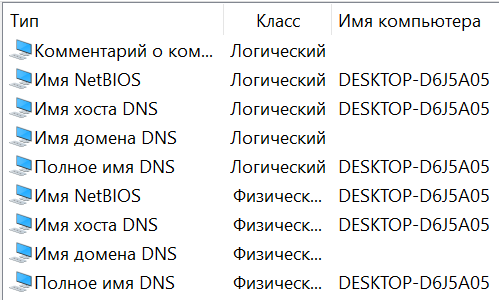 Тип Класс Имя компьютера
Комментарий о ком... Логический
Имя NetBIOS Логический DESKTOP-D6J5A05
Имя хоста DNS Логический DESKTOP-D6J5A05
Имя домена DNS Логический
Полное имя DNS Логический DESKTOP-D6J5A05
Имя NetBIOS Физическ... DESKTOP-D6J5A05
Имя хоста DNS Физическ... DESKTOP-D6J5A05
Имя домена DNS Физическ...
Полное имя DNS Физическ... DESKTOP-D6J5A05